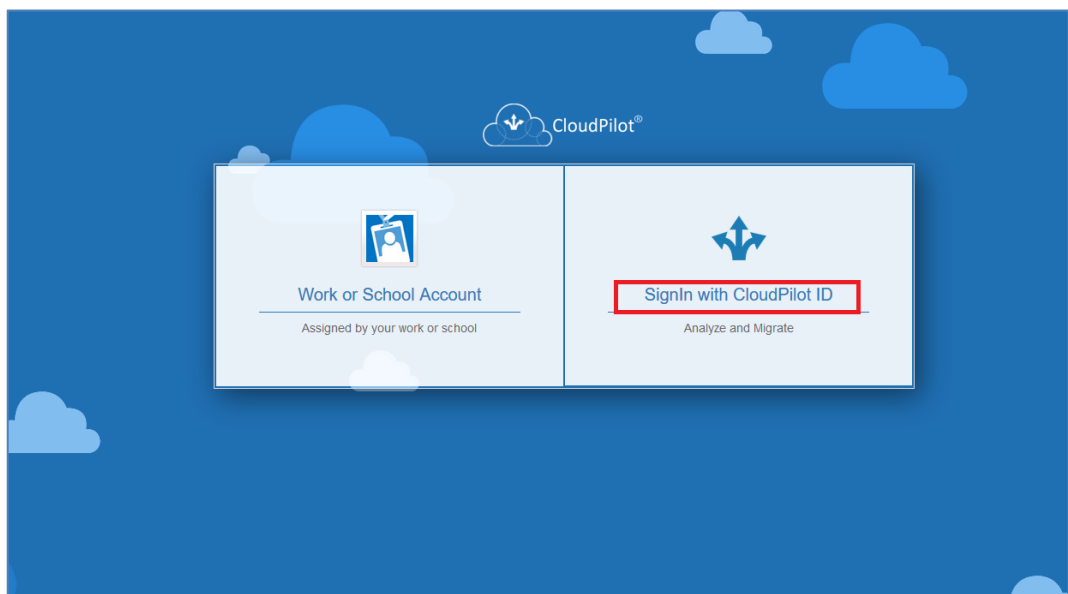 CloudPilot®
Work or School Account
Assigned by your work or school
SignIn with CloudPilot ID
Analyze and Migrate